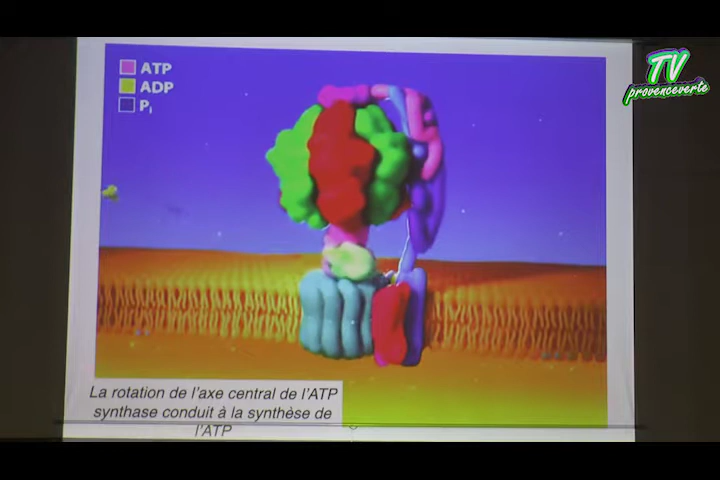 ATP
ADP
Pi
TV
provenceverte
La rotation de l'axe central de l'ATP
synthase conduit à la synthèse de
l'ATP